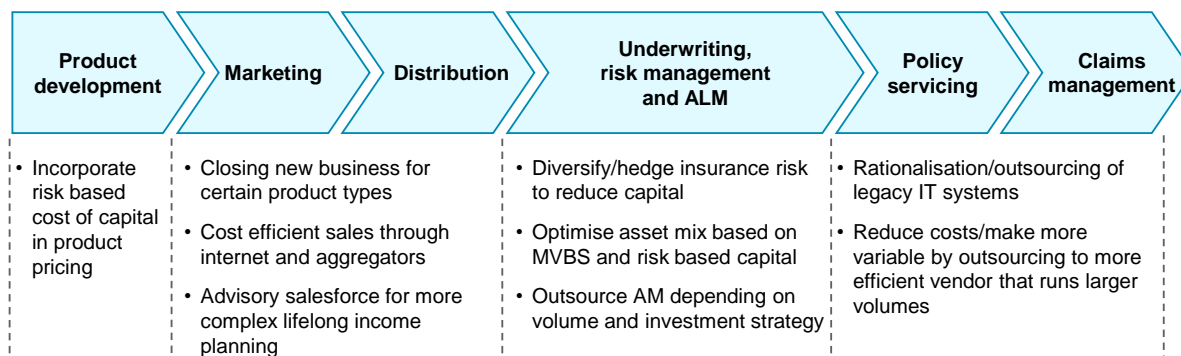 Product
development
Marketing
Distribution
Underwriting,
risk management
and ALM
Policy
servicing
Claims
management
• Incorporate
risk based
cost of capital
in product
pricing
• Closing new business for
certain product types
• Cost efficient sales through
internet and aggregators
• Advisory salesforce for more
complex lifelong income
planning
• Diversify/hedge insurance risk
to reduce capital
• Optimise asset mix based on
MVBS and risk based capital
• Outsource AM depending on
volume and investment strategy
• Rationalisation/outsourcing of
legacy IT systems
• Reduce costs/make more
variable by outsourcing to more
efficient vendor that runs larger
volumes